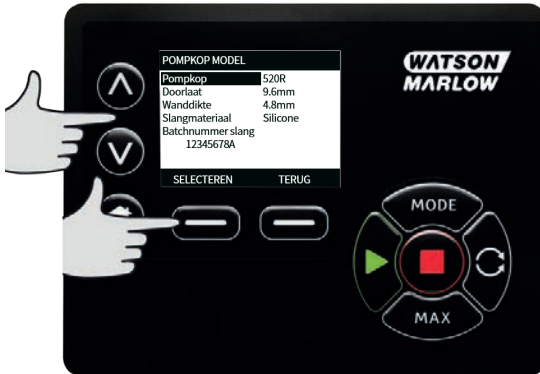 WATSON
MARLOW
POMPKOP MODEL
Pompkop 520R
Doorlaat 9.6mm
Wanddikte 4.8mm
Slangmateriaal Silicone
Batchnummer slang
12345678A
SELECTEREN TERUG
MODE
MAX